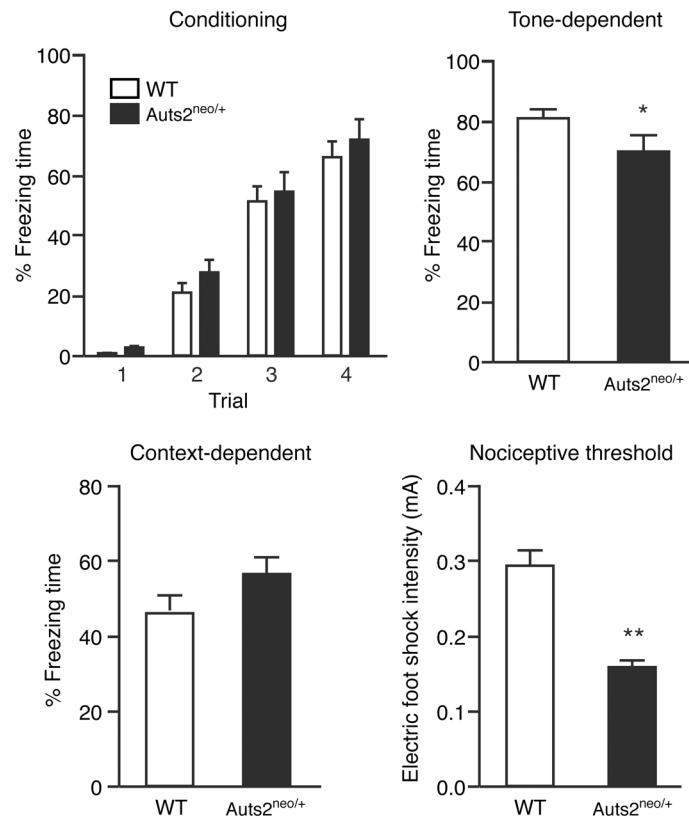 Conditioning
% Freezing time
100
80
60
40
20
0
WT
Auts2neo/+
1 2 3 4
Trial
Tone-dependent
% Freezing time
100
80
60
40
20
0
*
WT Auts2neo/+
Context-dependent
% Freezing time
80
60
40
20
0
WT Auts2neo/+
Nociceptive threshold
Electric foot shock intensity (mA)
0.4
0.3
0.2
0.1
0.0
**
WT Auts2neo/+